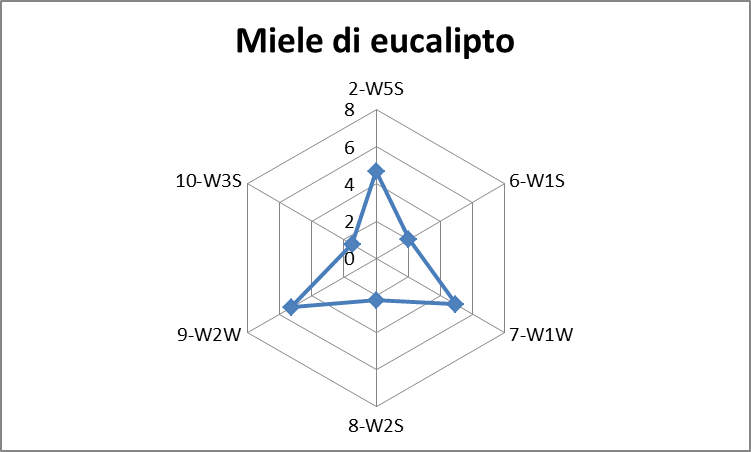 Miele di eucalipto
2-W5S
8
6
4
2
0
6-W1S
7-W1W
8-W2S
9-W2W
10-W3S